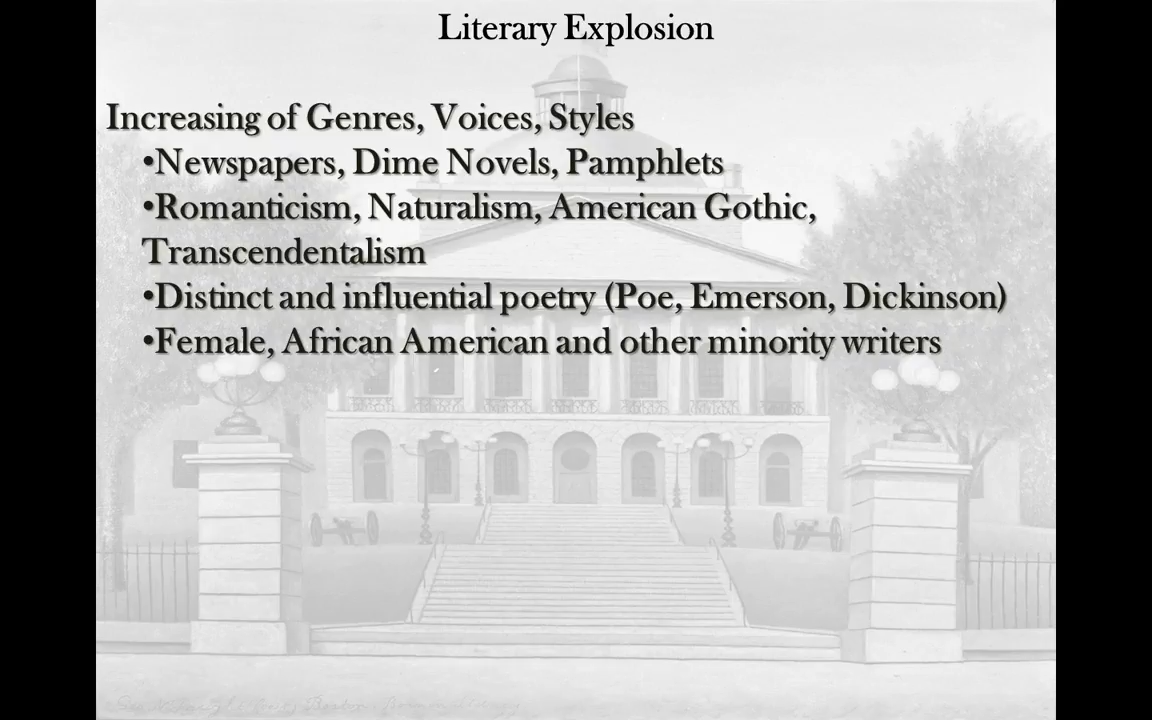 Literary Explosion
Increasing of Genres, Voices, Styles
•Newspapers, Dime Novels, Pamphlets
•Romanticism, Naturalism, American Gothic,
Transcendentalism
•Distinct and influential poetry (Poe, Emerson, Dickinson)
•Female, African American and other minority writers